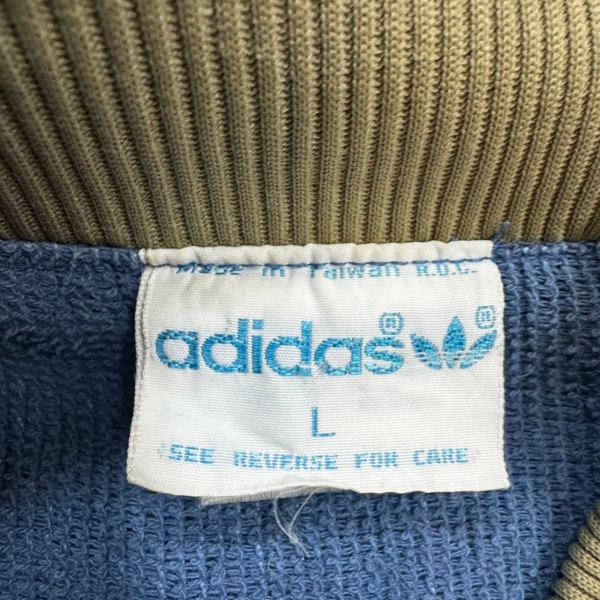 Made in Taiwan R.O.C.
adidas® ®
L
SEE REVERSE FOR CARE